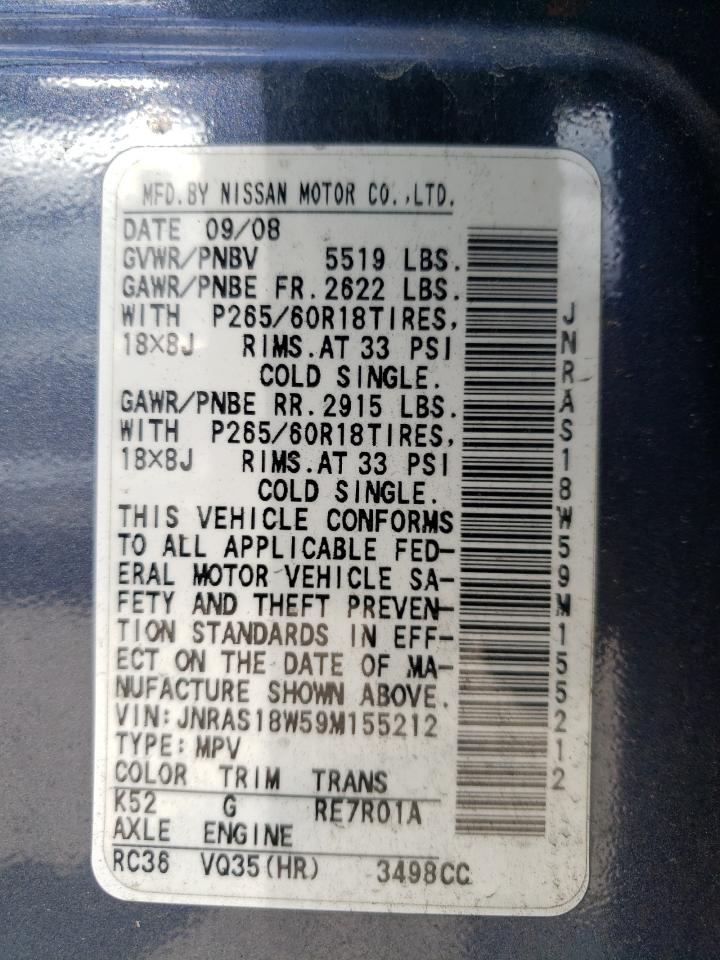 MFD.BY NISSAN MOTOR CO.,LTD.
DATE 09/08
GVWR/PNBV 5519 LBS.
GAWR/PNBE FR.2622 LBS.
WITH P265/60R18TIRES,
18X8J RIMS.AT 33 PSI
COLD SINGLE.
GAWR/PNBE RR.2915 LBS.
WITH P265/60R18TIRES,
18X8J RIMS.AT 33 PSI
COLD SINGLE.
THIS VEHICLE CONFORMS
TO ALL APPLICABLE FED-
ERAL MOTOR VEHICLE SA-
FETY AND THEFT PREVEN-
TION STANDARDS IN EFF-
ECT ON THE DATE OF MA-
NUFACTURE SHOWN ABOVE.
VIN:JNRAS18W59M155212
TYPE:MPV
COLOR TRIM TRANS
K52 G RE7R01A
AXLE ENGINE
RC36 VQ35(HR) 3498CC
JNRAS18W59M155212